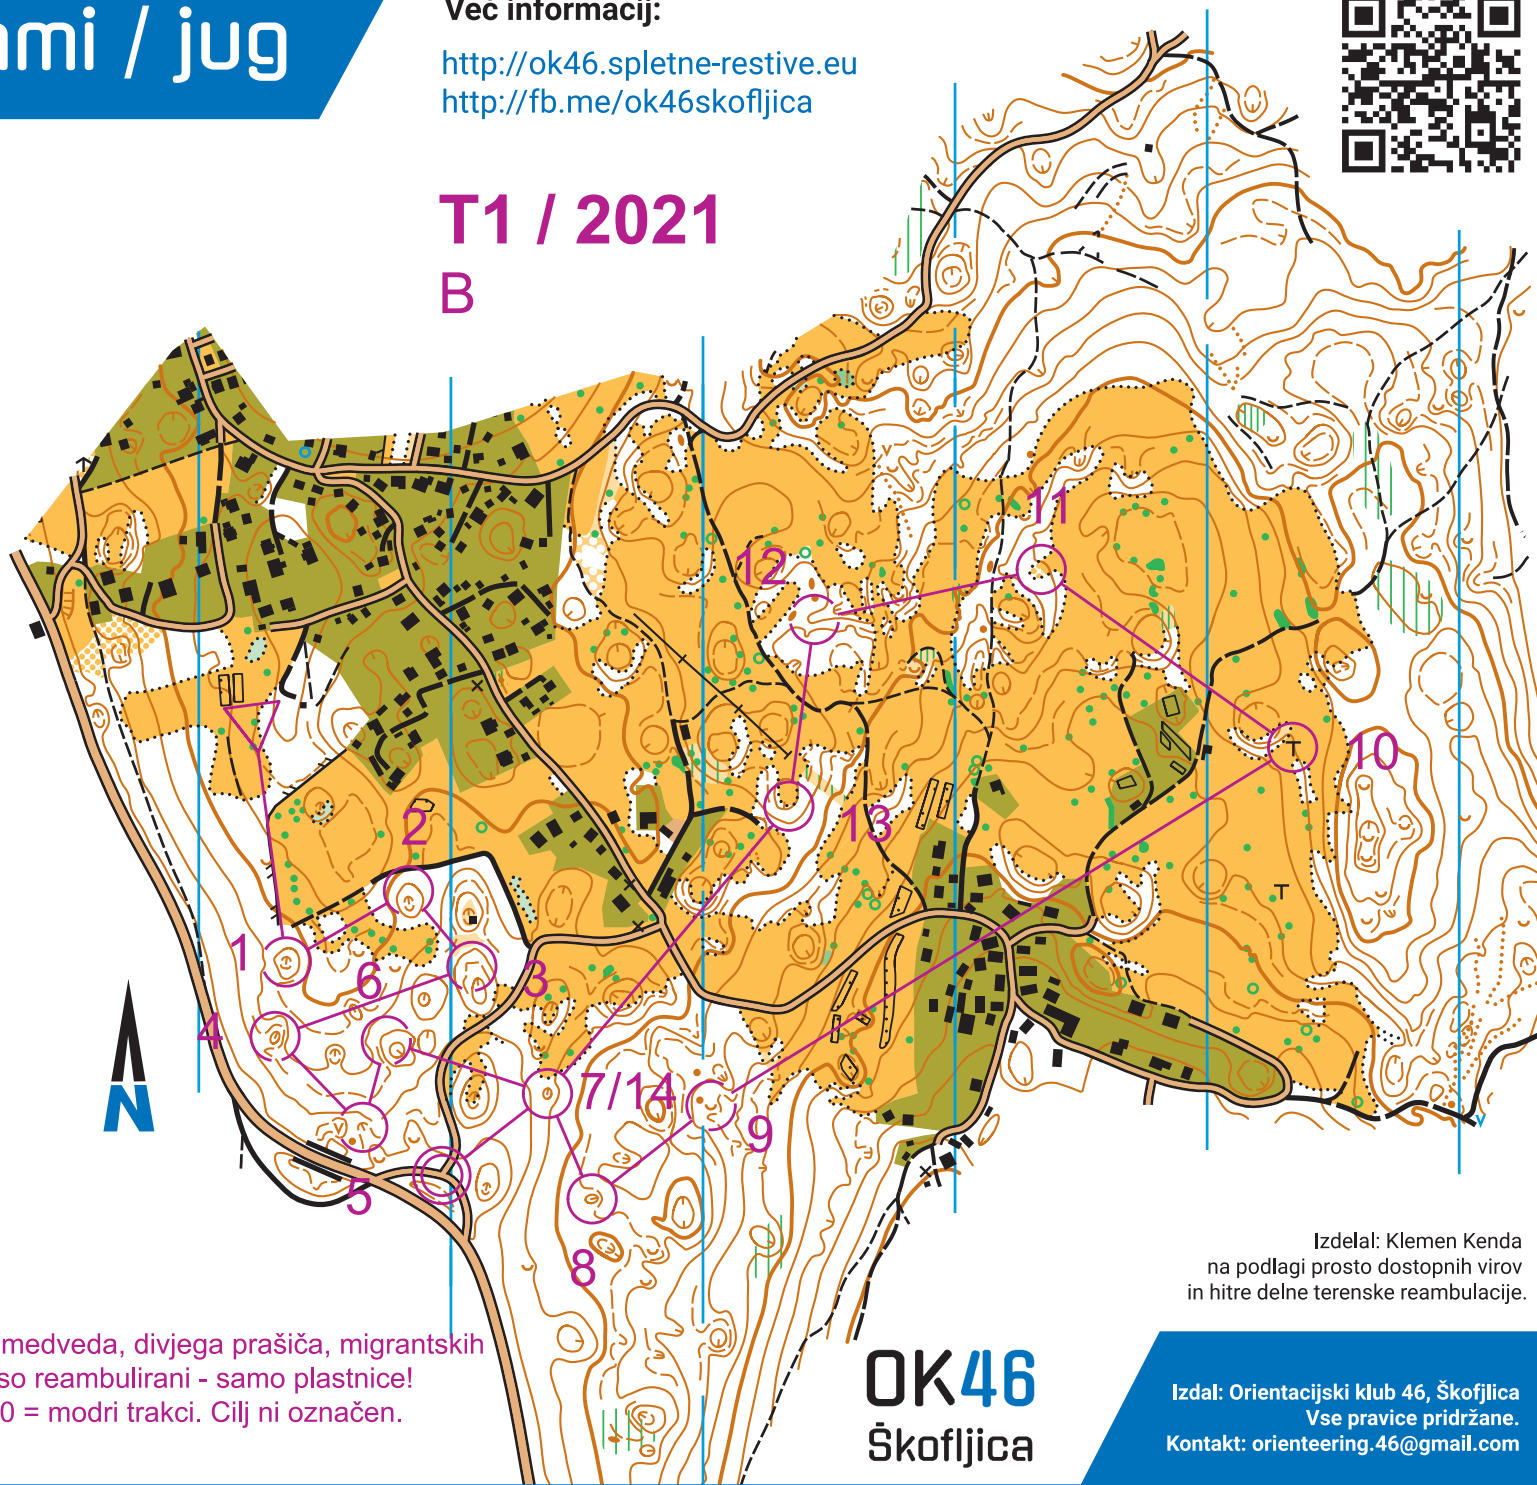 ami / jug
Več informacij:
http://ok46.spletne-restive.eu
http://fb.me/ok46skofljica
T1 / 2021
B
11
12
10
2
13
1
6
3
4
7/14
9
5
8
N
Izdelal: Klemen Kenda
na podlagi prosto dostopnih virov
in hitre delne terenske reambulacije.
medveda, divjega prašiča, migrantskih
so reambulirani - samo plastnice!
0 = modri trakci. Cilj ni označen.
OK46
Škofljica
Izdal: Orientacijski klub 46, Škofljica
Vse pravice pridržane.
Kontakt: orienteering.46@gmail.com